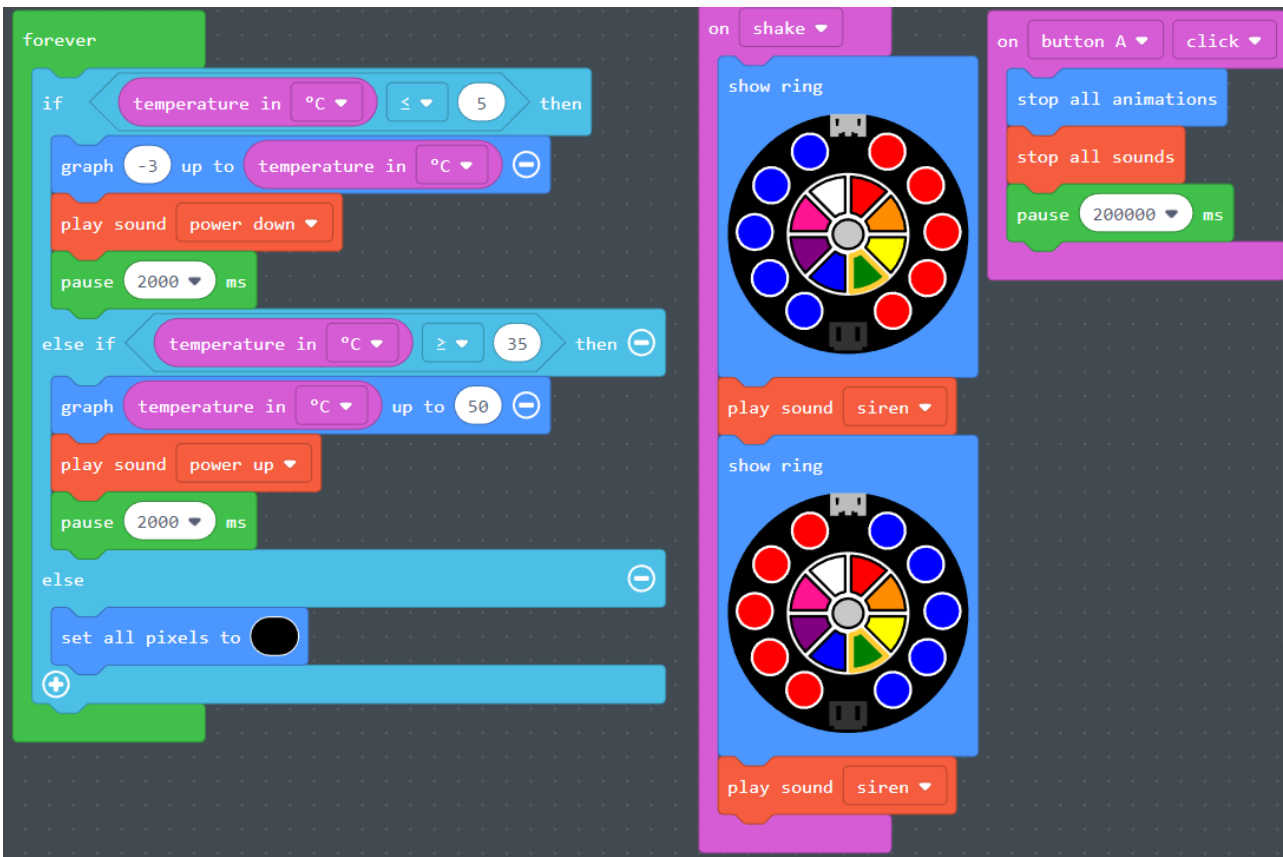 forever
if temperature in °C ≤ 5 then
graph -3 up to temperature in °C
play sound power down
pause 2000 ms
else if temperature in °C ≥ 35 then
graph temperature in °C up to 50
play sound power up
pause 2000 ms
else
set all pixels to
on shake
show ring
play sound siren
show ring
play sound siren
on button A click
stop all animations
stop all sounds
pause 200000 ms